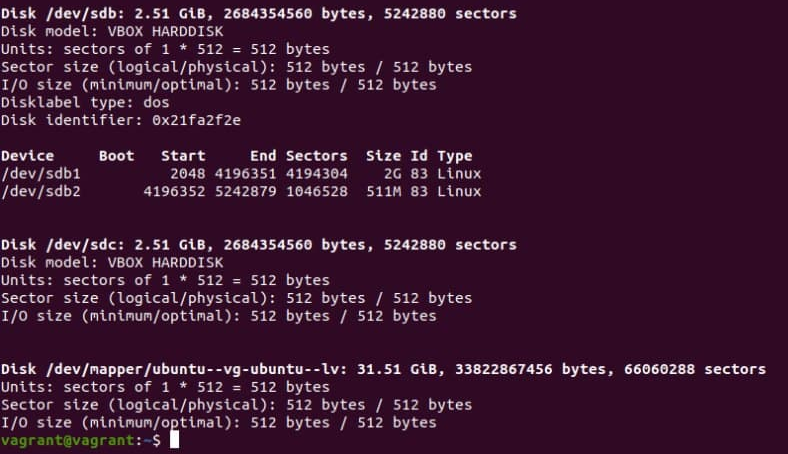 Disk /dev/sdb: 2.51 GiB, 2684354560 bytes, 5242880 sectors
Disk model: VBOX HARDDISK
Units: sectors of 1 * 512 = 512 bytes
Sector size (logical/physical): 512 bytes / 512 bytes
I/O size (minimum/optimal): 512 bytes / 512 bytes
Disklabel type: dos
Disk identifier: 0x21fa2f2e
Device     Boot   Start     End Sectors  Size Id Type
/dev/sdb1          2048 4196351 4194304    2G 83 Linux
/dev/sdb2       4196352 5242879 1046528  511M 83 Linux
Disk /dev/sdc: 2.51 GiB, 2684354560 bytes, 5242880 sectors
Disk model: VBOX HARDDISK
Units: sectors of 1 * 512 = 512 bytes
Sector size (logical/physical): 512 bytes / 512 bytes
I/O size (minimum/optimal): 512 bytes / 512 bytes
Disk /dev/mapper/ubuntu--vg-ubuntu--lv: 31.51 GiB, 33822867456 bytes, 66060288 sectors
Units: sectors of 1 * 512 = 512 bytes
Sector size (logical/physical): 512 bytes / 512 bytes
I/O size (minimum/optimal): 512 bytes / 512 bytes
vagrant@vagrant:~$